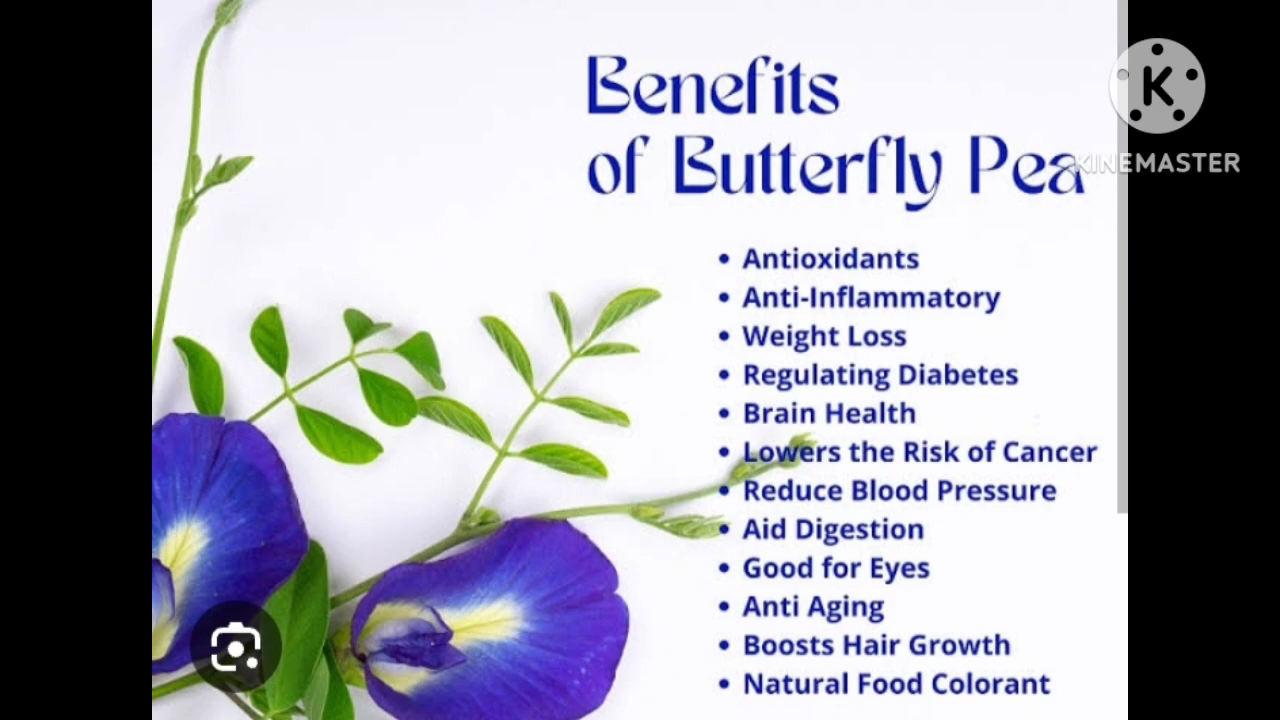 Benefits
of Butterfly Pea
K
KINEMASTER
• Antioxidants
• Anti-Inflammatory
• Weight Loss
• Regulating Diabetes
• Brain Health
• Lowers the Risk of Cancer
• Reduce Blood Pressure
• Aid Digestion
• Good for Eyes
• Anti Aging
• Boosts Hair Growth
• Natural Food Colorant